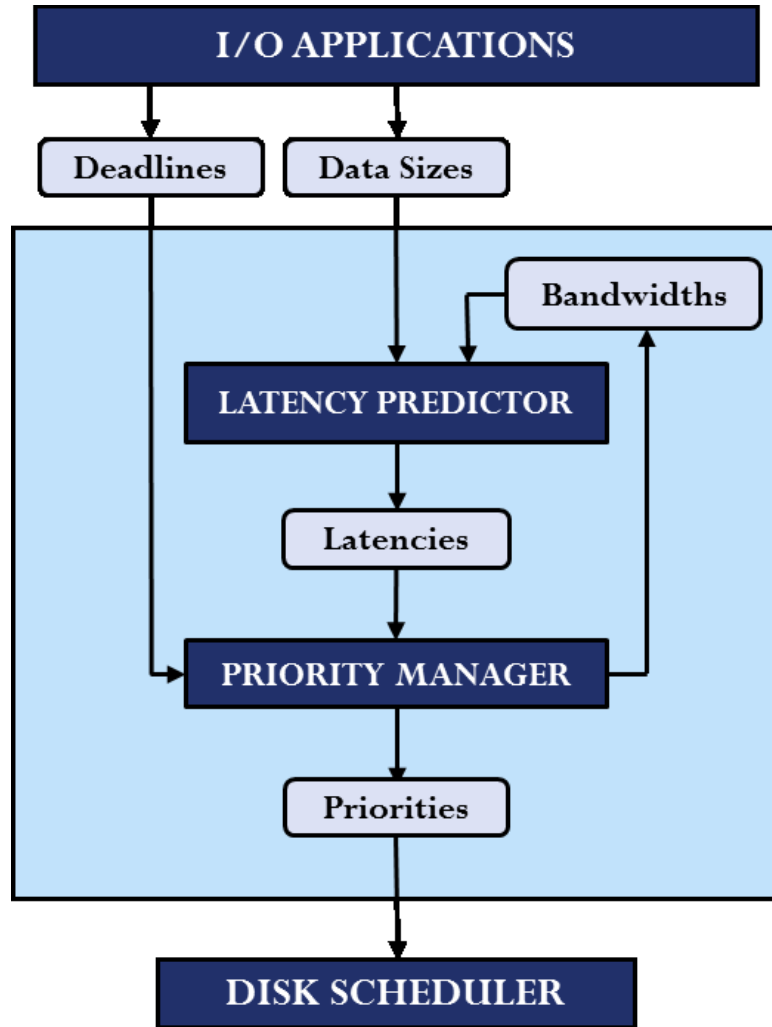 I/O APPLICATIONS
Deadlines
Data Sizes
Bandwidths
LATENCY PREDICTOR
Latencies
PRIORITY MANAGER
Priorities
DISK SCHEDULER